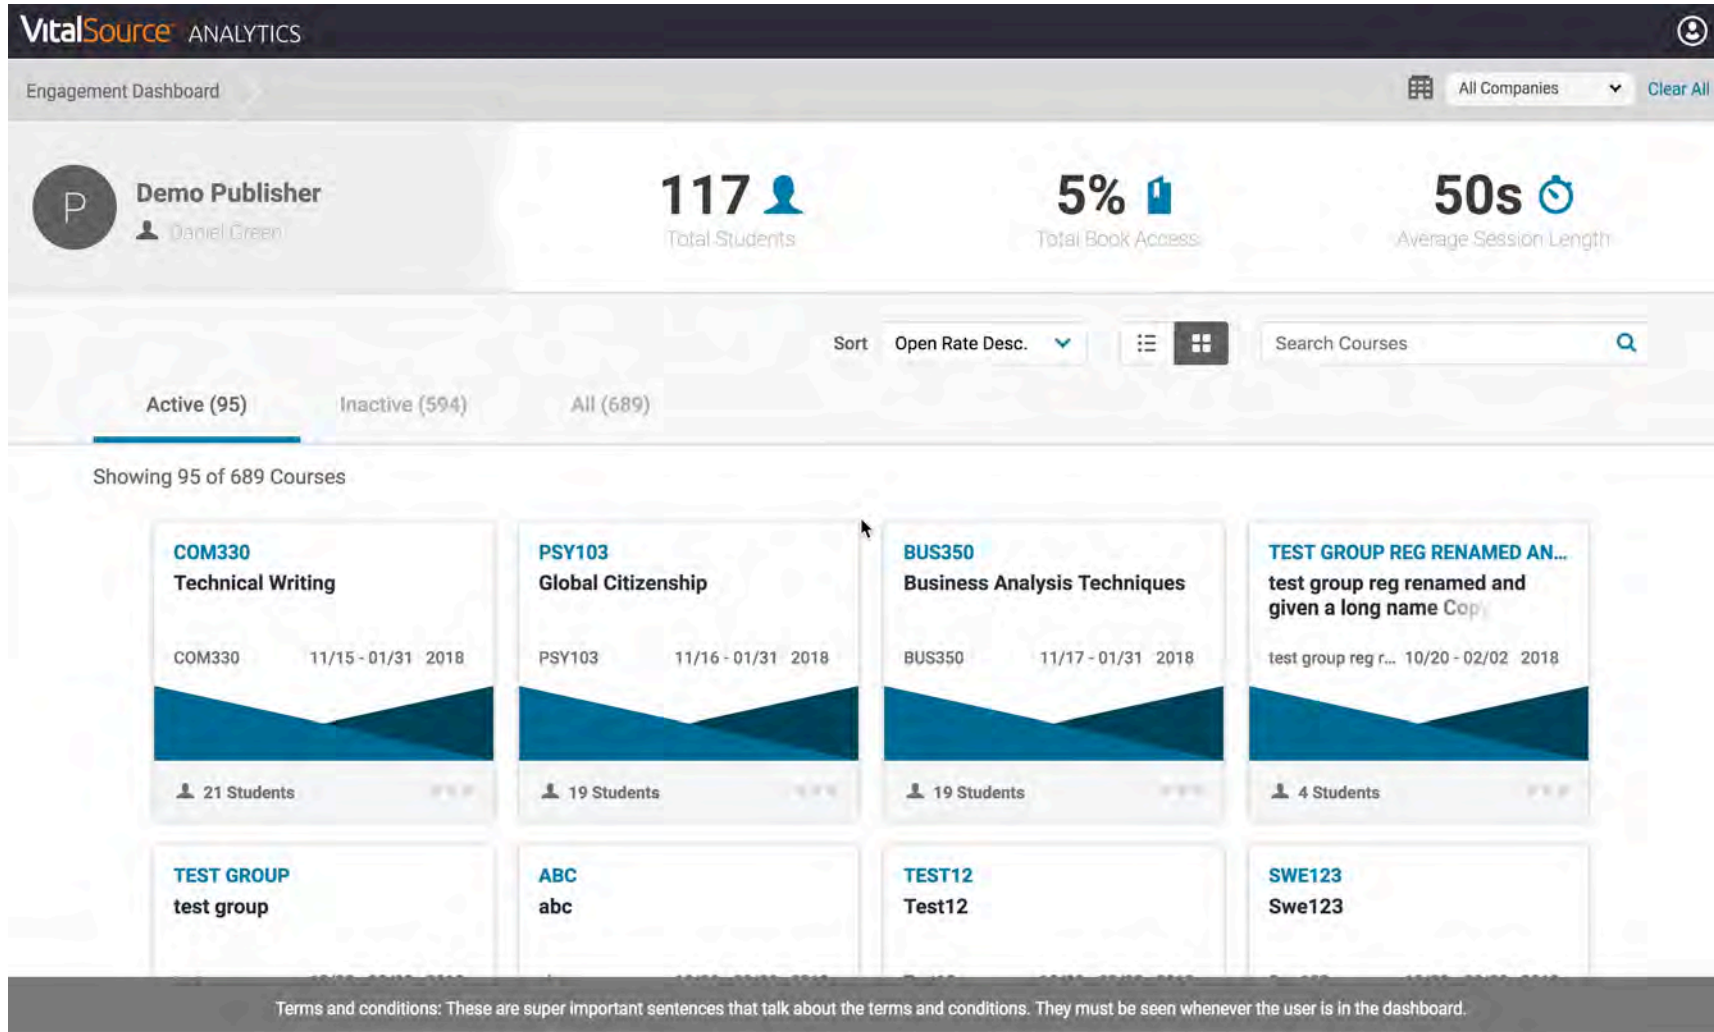 VitalSource ANALYTICS
Engagement Dashboard
All Companies
Clear All
P
Demo Publisher
Daniel Green
117
Total Students
5%
Total Book Access
50s
Average Session Length
Sort
Open Rate Desc.
Search Courses
Active (95)
Inactive (594)
All (689)
Showing 95 of 689 Courses
COM330
Technical Writing
COM330 11/15 - 01/31 2018
21 Students
PSY103
Global Citizenship
PSY103 11/16 - 01/31 2018
19 Students
BUS350
Business Analysis Techniques
BUS350 11/17 - 01/31 2018
19 Students
TEST GROUP REG RENAMED AN...
test group reg renamed and
given a long name Copy
test group reg r... 10/20 - 02/02 2018
4 Students
TEST GROUP
test group
ABC
abc
TEST12
Test12
SWE123
Swe123
Terms and conditions: These are super important sentences that talk about the terms and conditions. They must be seen whenever the user is in the dashboard.